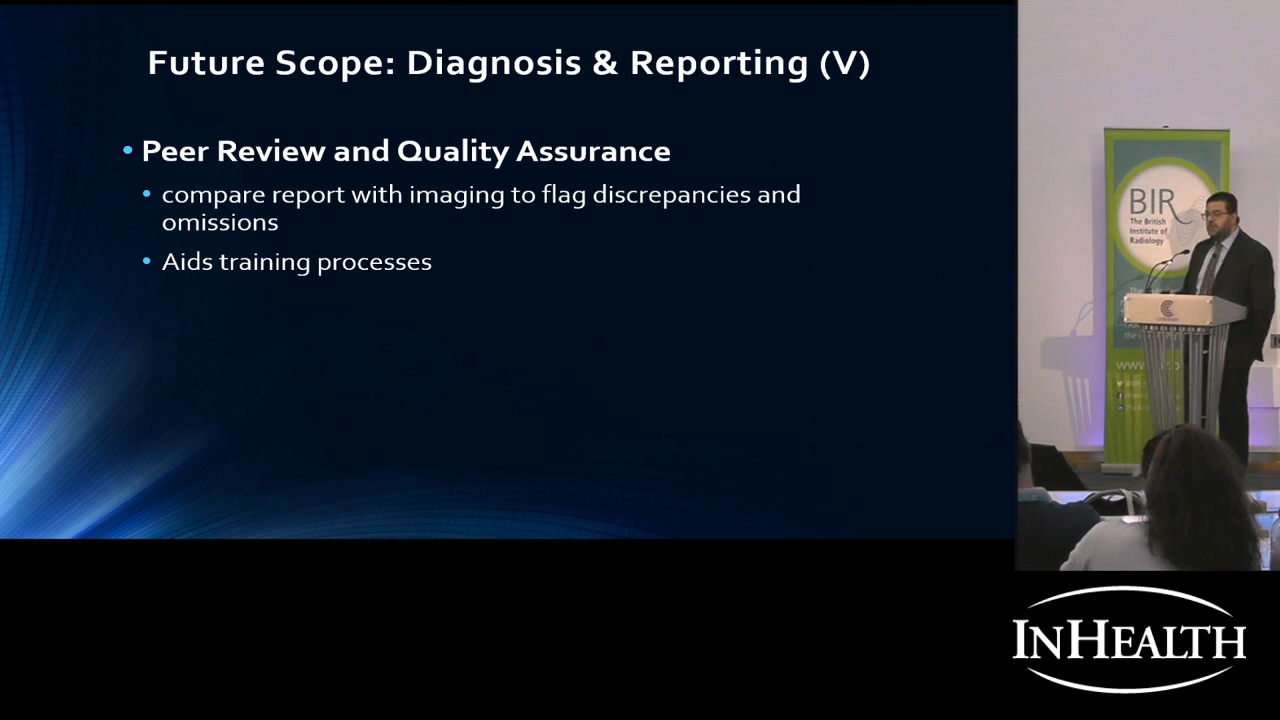 Future Scope: Diagnosis & Reporting (V)
• Peer Review and Quality Assurance
• compare report with imaging to flag discrepancies and
omissions
• Aids training processes
BIR
The British
Institute of
Radiology
INHEALTH